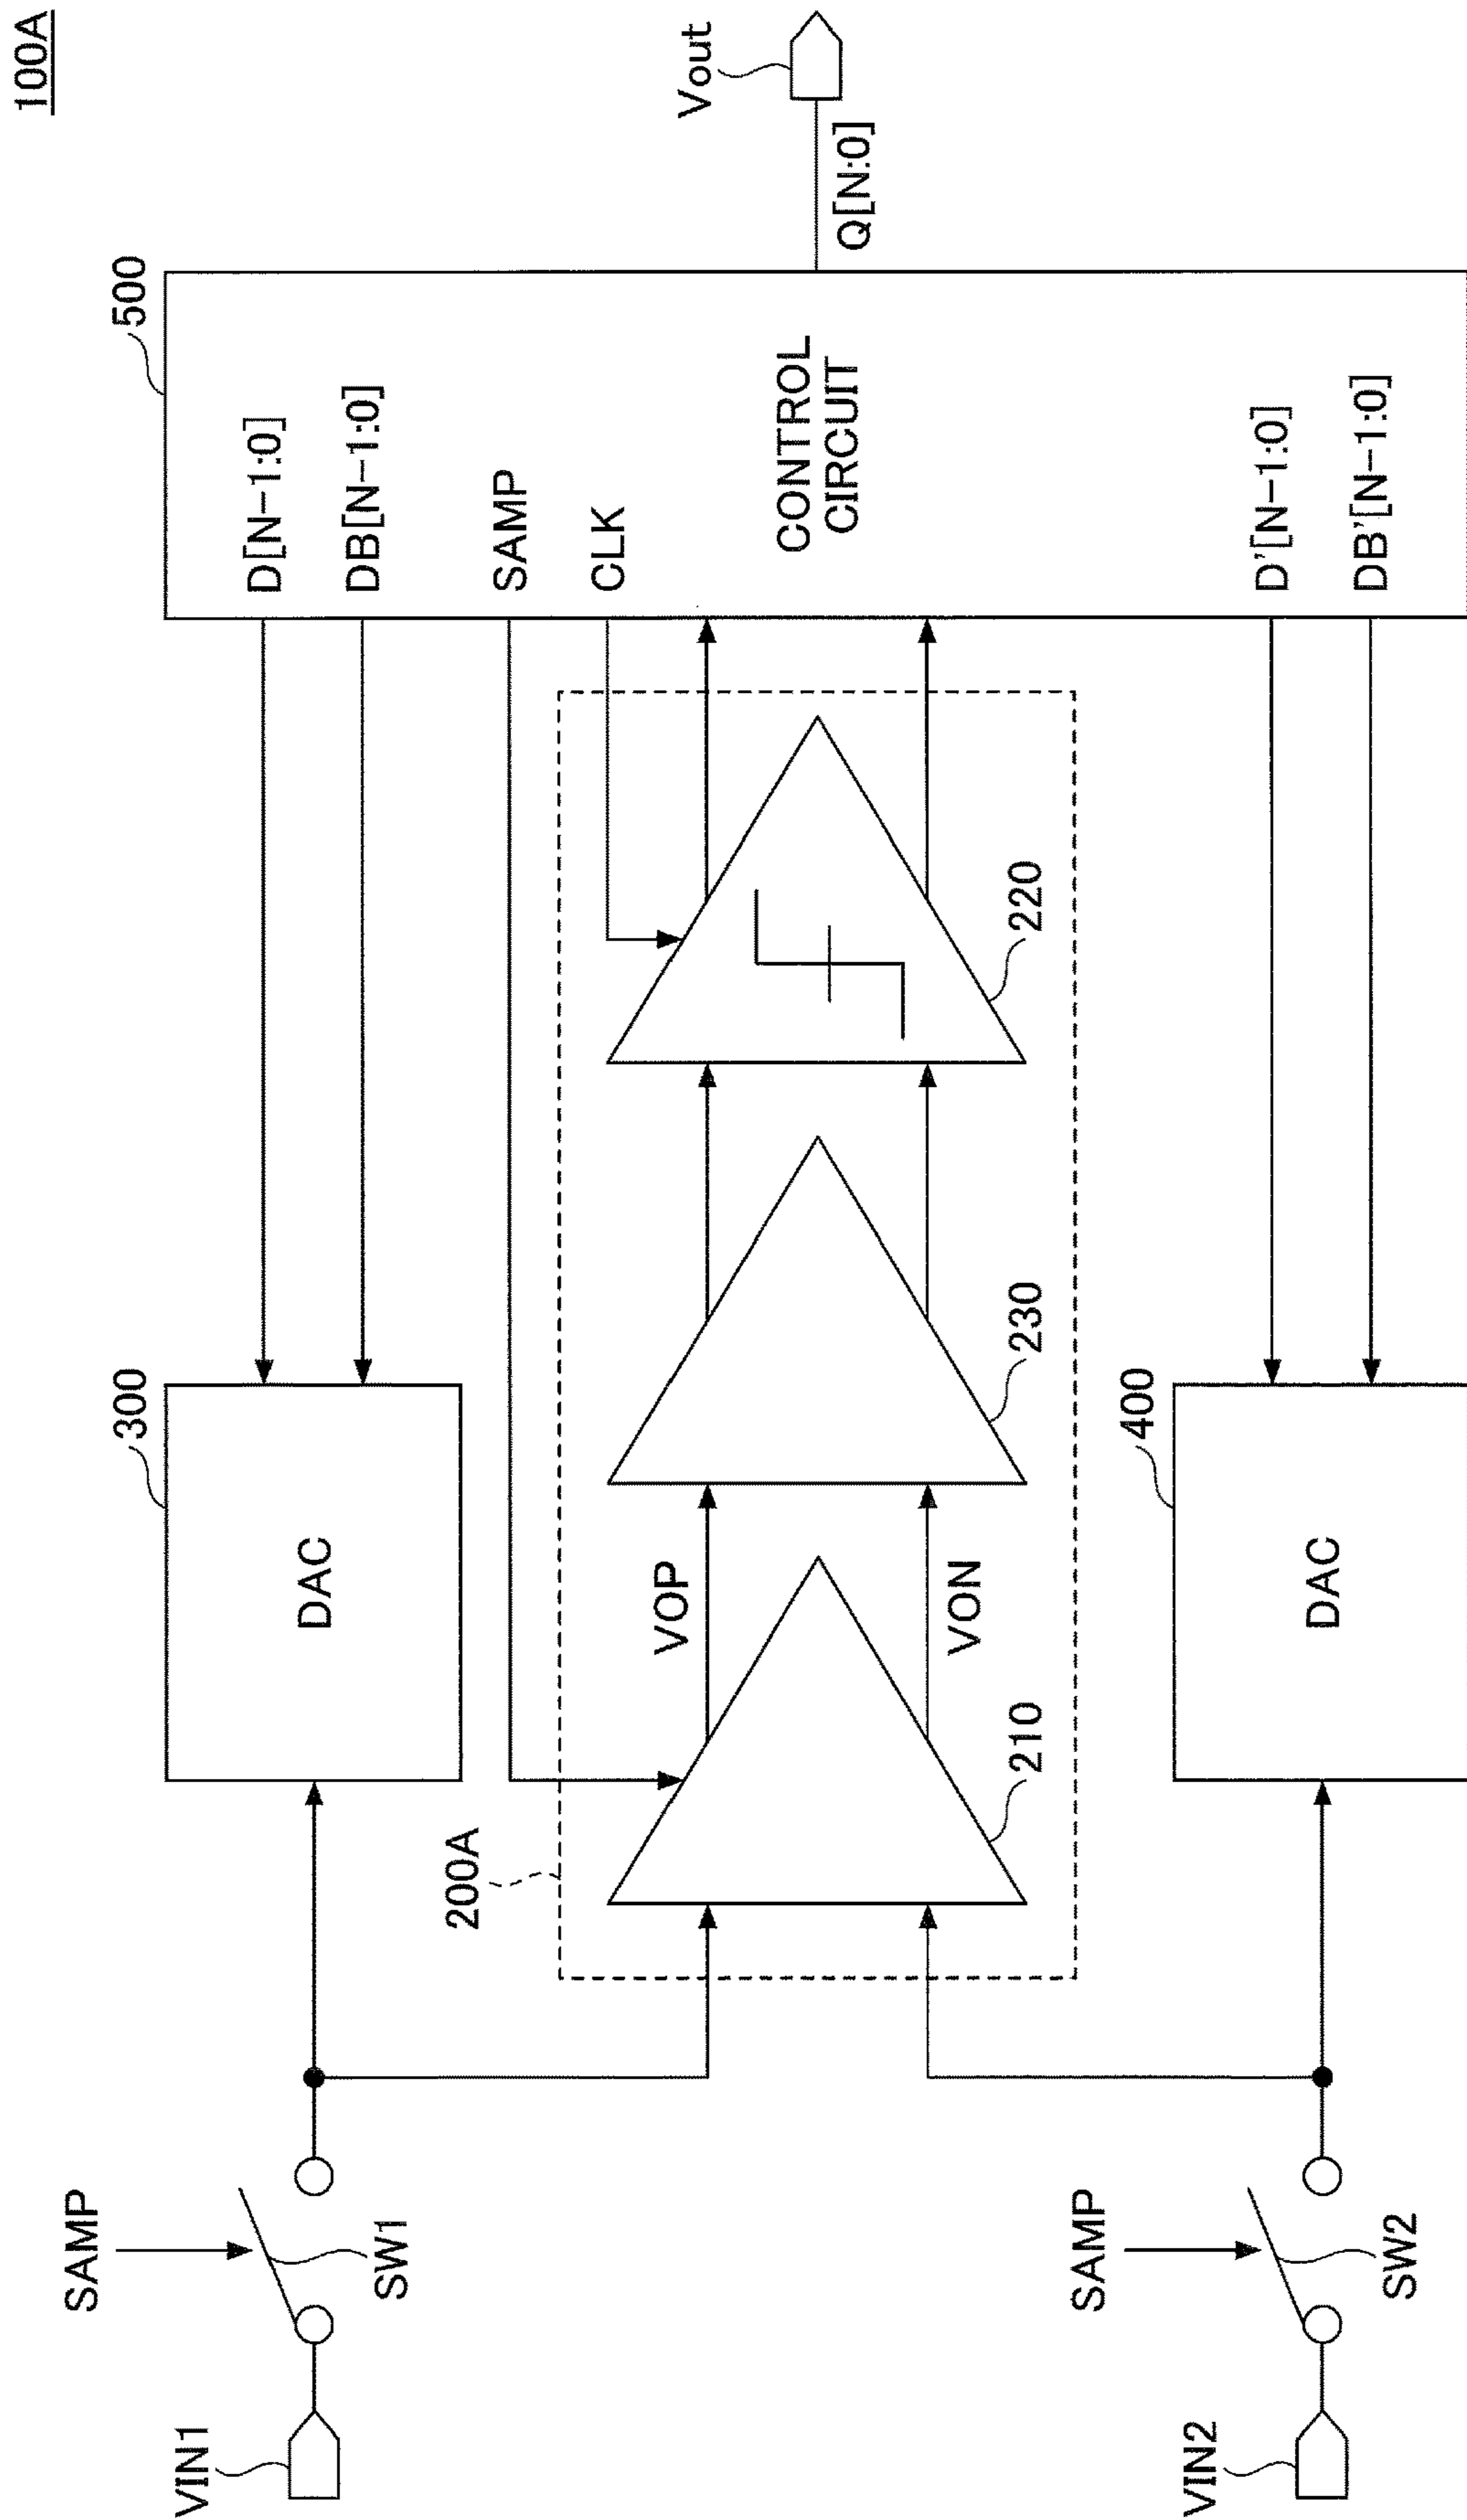 100A
500
D[N-1:0]
DB[N-1:0]
SAMP
CLK
CONTROL
CIRCUIT
D'[N-1:0]
DB'[N-1:0]
Vout
Q[N:0]
300
DAC
400
DAC
200A
VOP
VON
210
230
220
SAMP
SW1
VIN1
SAMP
SW2
VIN2